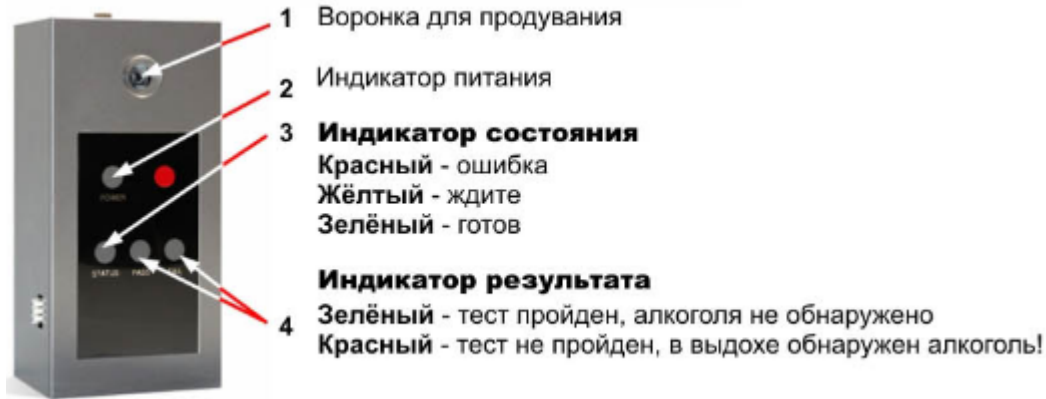 1 Воронка для продувания
2 Индикатор питания
3 Индикатор состояния
Красный - ошибка
Жёлтый - ждите
Зелёный - готов
4 Индикатор результата
Зелёный - тест пройден, алкоголя не обнаружено
Красный - тест не пройден, в выдохе обнаружен алкоголь!
POWER
STATUS PASS